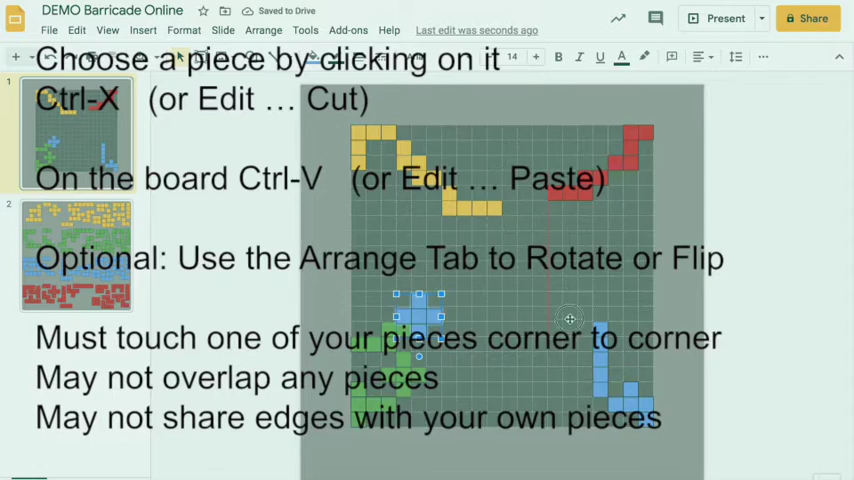 DEMO Barricade Online
Saved to Drive
Present
Share
File Edit View Insert Format Slide Arrange Tools Add-ons Help
Last edit was seconds ago
14
B I U A
Choose a piece by clicking on it
Ctrl-X (or Edit … Cut)
1
On the board Ctrl-V (or Edit … Paste)
2
Optional: Use the Arrange Tab to Rotate or Flip
Must touch one of your pieces corner to corner
May not overlap any pieces
May not share edges with your own pieces